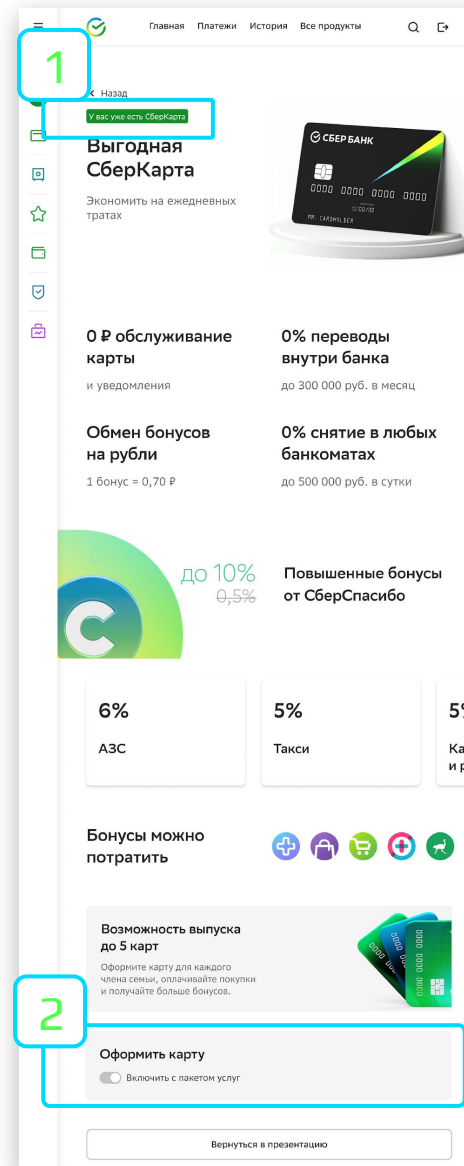 Главная Платежи История Все продукты
1
Назад
У вас уже есть СберКарта
Выгодная
СберКарта
Экономить на ежедневных
тратах
СБЕР БАНК
0000 0000 0000 0000
00/00
MR. CARDHOLDER
0 ₽ обслуживание
карты
и уведомления
0% переводы
внутри банка
до 300 000 руб. в месяц
Обмен бонусов
на рубли
1 бонус = 0,70 ₽
0% снятие в любых
банкоматах
до 500 000 руб. в сутки
до 10%
0,5%
Повышенные бонусы
от СберСпасибо
6%
АЗС
5%
Такси
5%
Ка
и р
Бонусы можно
потратить
Возможность выпуска
до 5 карт
Оформите карту для каждого
члена семьи, оплачивайте покупки
и получайте больше бонусов.
0000 0000 0000
2
Оформить карту
Включить с пакетом услуг
Вернуться в презентацию